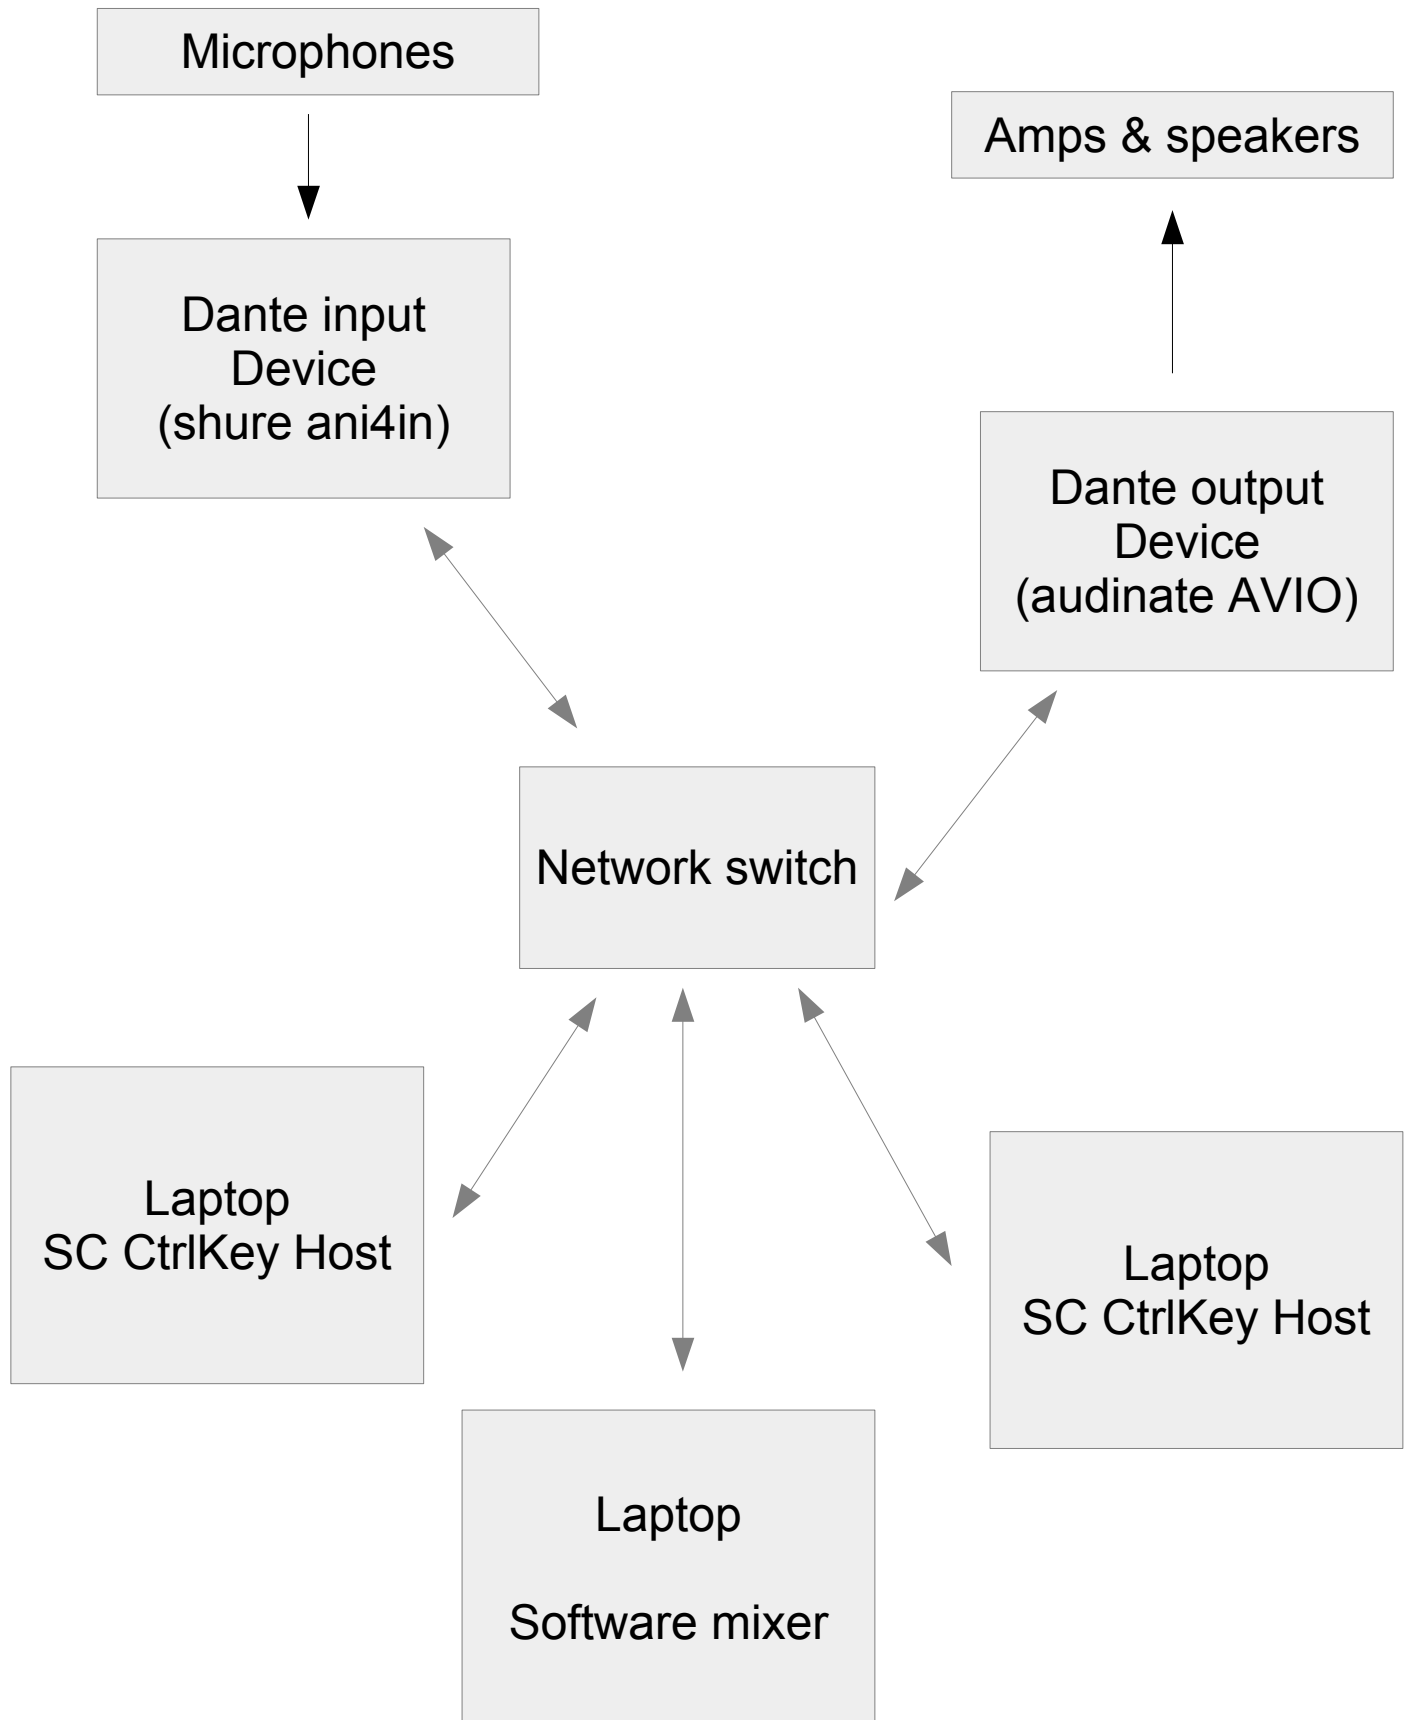 Microphones
Amps & speakers
Dante input
Device
(shure ani4in)
Dante output
Device
(audinate AVIO)
Network switch
Laptop
SC CtrlKey Host
Laptop
SC CtrlKey Host
Laptop
Software mixer